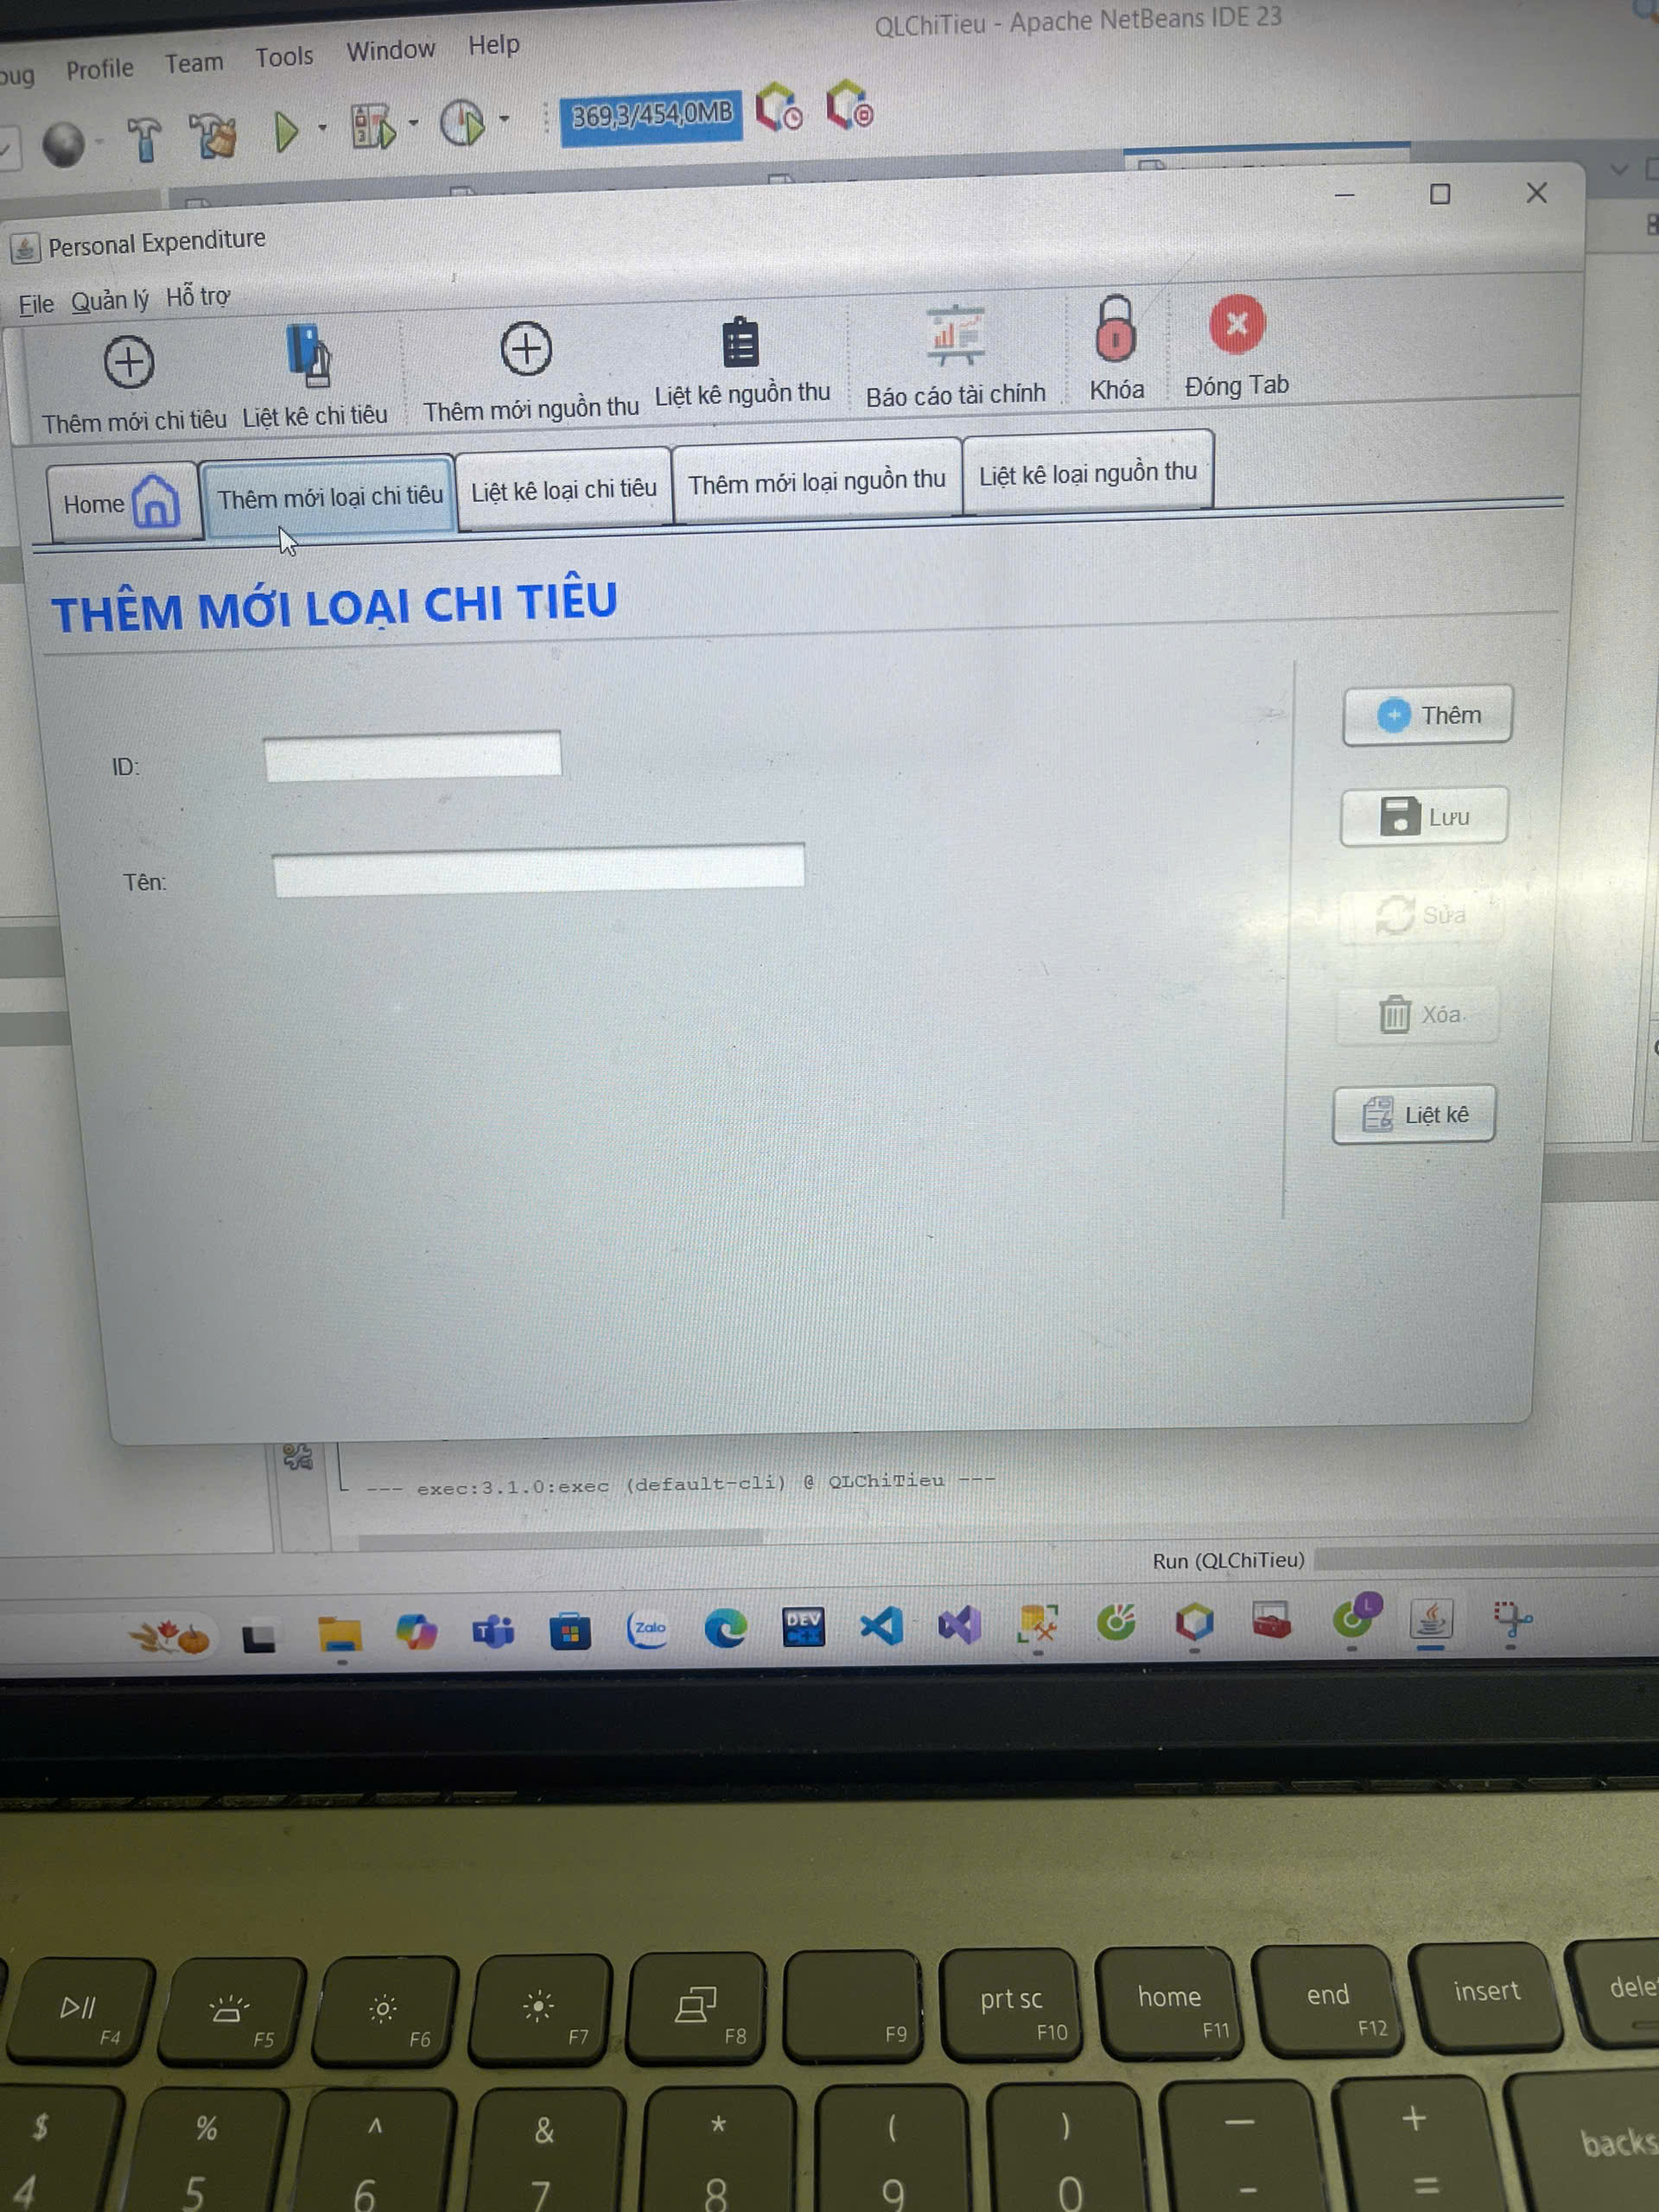 QLChiTieu - Apache NetBeans IDE 23
Profile Team Tools Window Help
369,3/454,0MB
Personal Expenditure
File Quản lý Hỗ trợ
Thêm mới chi tiêu Liệt kê chi tiêu Thêm mới nguồn thu Liệt kê nguồn thu Báo cáo tài chính Khóa Đóng Tab
Home Thêm mới loại chi tiêu Liệt kê loại chi tiêu Thêm mới loại nguồn thu Liệt kê loại nguồn thu
THÊM MỚI LOẠI CHI TIÊU
ID:
Tên:
Thêm
Lưu
Sửa
Xóa
Liệt kê
--- exec:3.1.0:exec (default-cli) @ QLChiTieu ---
Run (QLChiTieu)
Zalo DEV C++ L
prt sc home end insert dele
F4 F5 F6 F7 F8 F9 F10 F11 F12
$ % ^ & * ( ) — + backs
4 5 6 7 8 9 0 - =